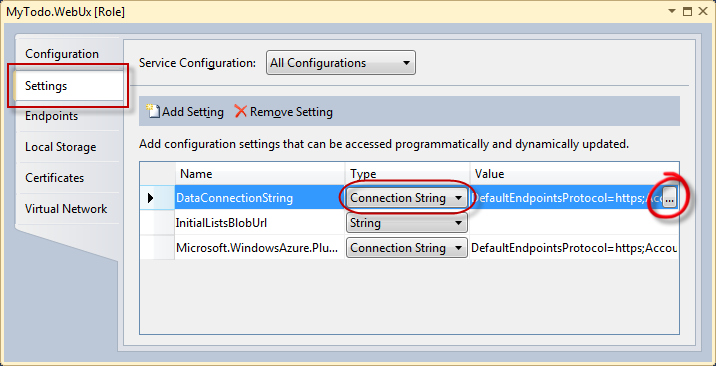 MyTodo.WebUx [Role]
Configuration
Settings
Endpoints
Local Storage
Certificates
Virtual Network
Service Configuration: All Configurations
Add Setting Remove Setting
Add configuration settings that can be accessed programmatically and dynamically updated.
Name Type Value
DataConnectionString Connection String DefaultEndpointsProtocol=https;Acc ...
InitialListsBlobUrl String
Microsoft.WindowsAzure.Plu... Connection String DefaultEndpointsProtocol=https;Accou